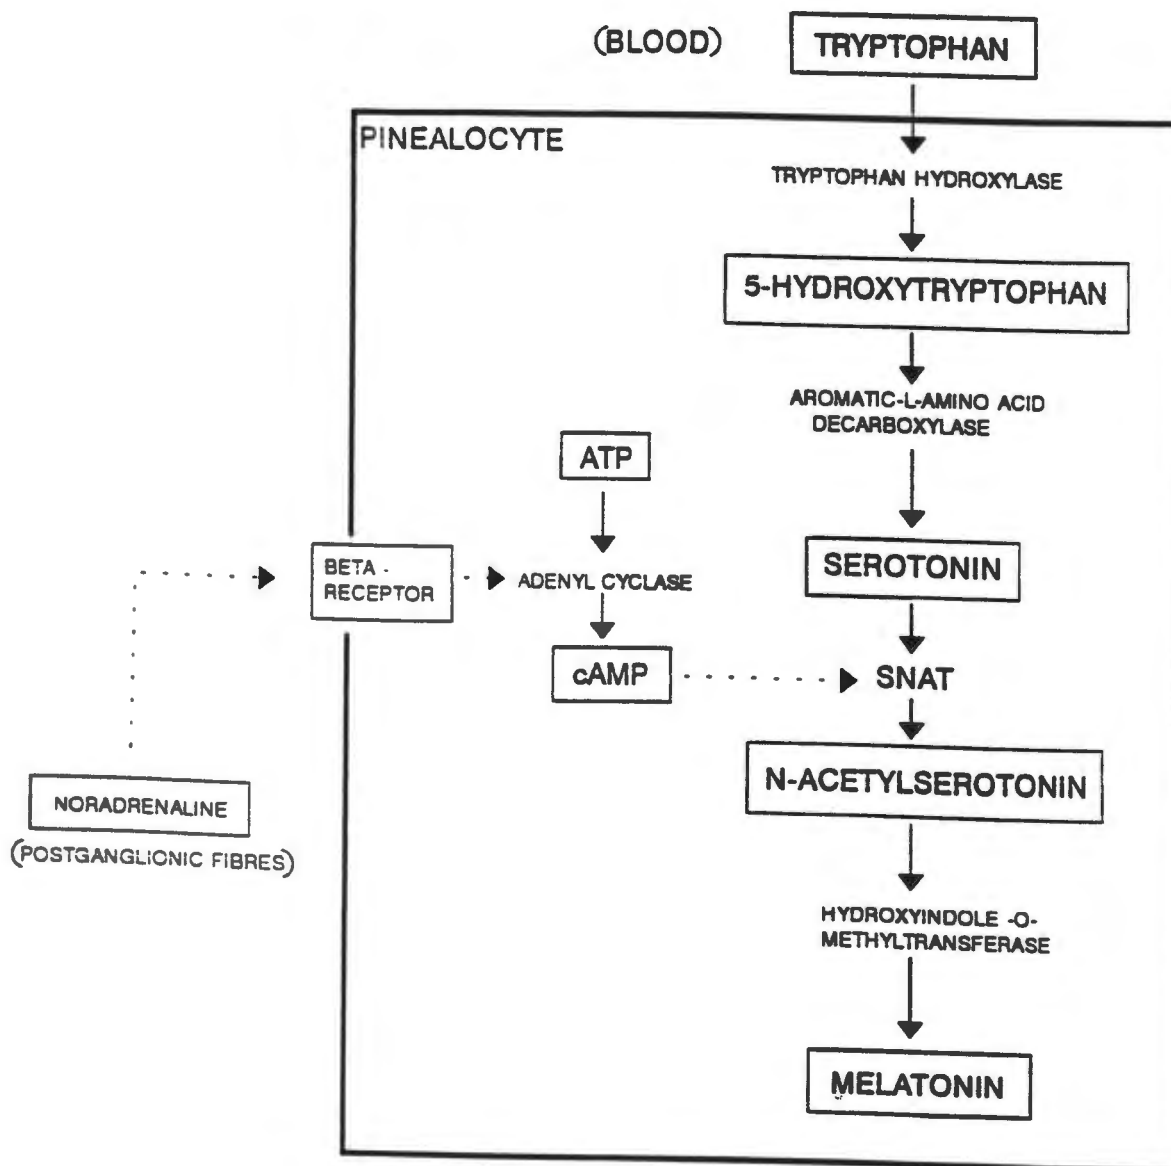 (BLOOD)
TRYPTOPHAN
PINEALOCYTE
TRYPTOPHAN HYDROXYLASE
5-HYDROXYTRYPTOPHAN
AROMATIC-L-AMINO ACID
DECARBOXYLASE
ATP
BETA -
RECEPTOR
ADENYL CYCLASE
SEROTONIN
cAMP
SNAT
N-ACETYLSEROTONIN
NORADRENALINE
(POSTGANGLIONIC FIBRES)
HYDROXYINDOLE -O-
METHYLTRANSFERASE
MELATONIN